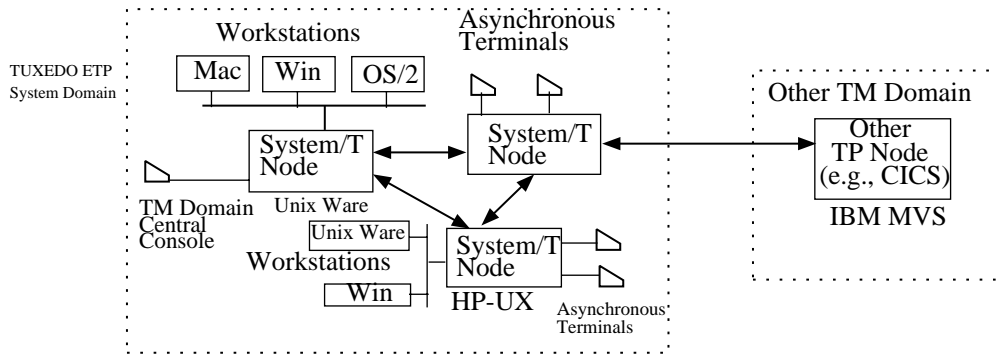 Workstations
Asynchronous
Terminals
TUXEDO ETP
System Domain
Mac
Win
OS/2
Other TM Domain
System/T
Node
System/T
Node
Other
TP Node
(e.g., CICS)
IBM MVS
TM Domain
Central
Console
Unix Ware
Unix Ware
Workstations
Win
System/T
Node
HP-UX
Asynchronous
Terminals